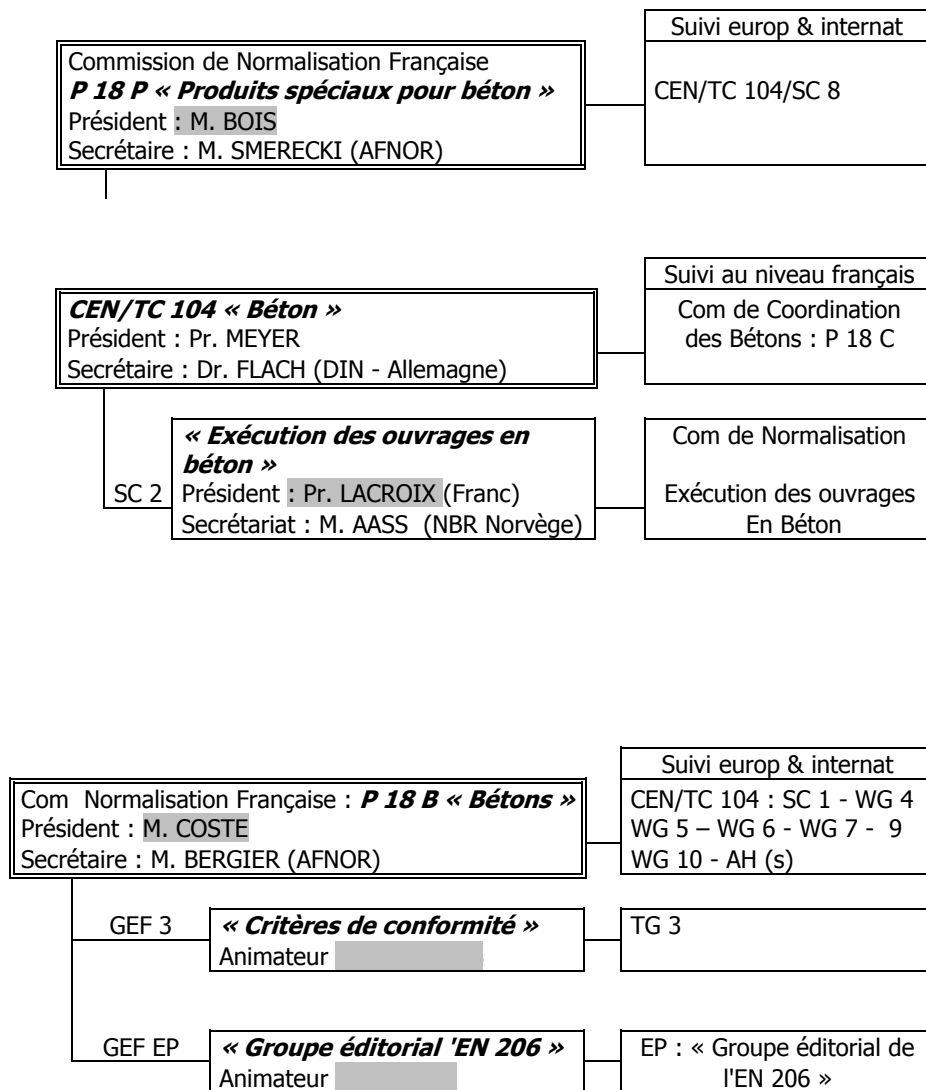 Suivi europ & internat
Commission de Normalisation Française
P 18 P « Produits spéciaux pour béton »
Président : M. BOIS
Secrétaire : M. SMERECKI (AFNOR)
CEN/TC 104/SC 8
Suivi au niveau français
CEN/TC 104 « Béton »
Président : Pr. MEYER
Secrétaire : Dr. FLACH (DIN - Allemagne)
Com de Coordination
des Bétons : P 18 C
SC 2
« Exécution des ouvrages en
béton »
Président : Pr. LACROIX (Franc)
Secrétariat : M. AASS (NBR Norvège)
Com de Normalisation
Exécution des ouvrages
En Béton
Suivi europ & internat
Com Normalisation Française : P 18 B « Bétons »
Président : M. COSTE
Secrétaire : M. BERGIER (AFNOR)
CEN/TC 104 : SC 1 - WG 4
WG 5 – WG 6 - WG 7 - 9
WG 10 - AH (s)
GEF 3
« Critères de conformité »
Animateur
TG 3
GEF EP
« Groupe éditorial 'EN 206 »
Animateur
EP : « Groupe éditorial de
l'EN 206 »